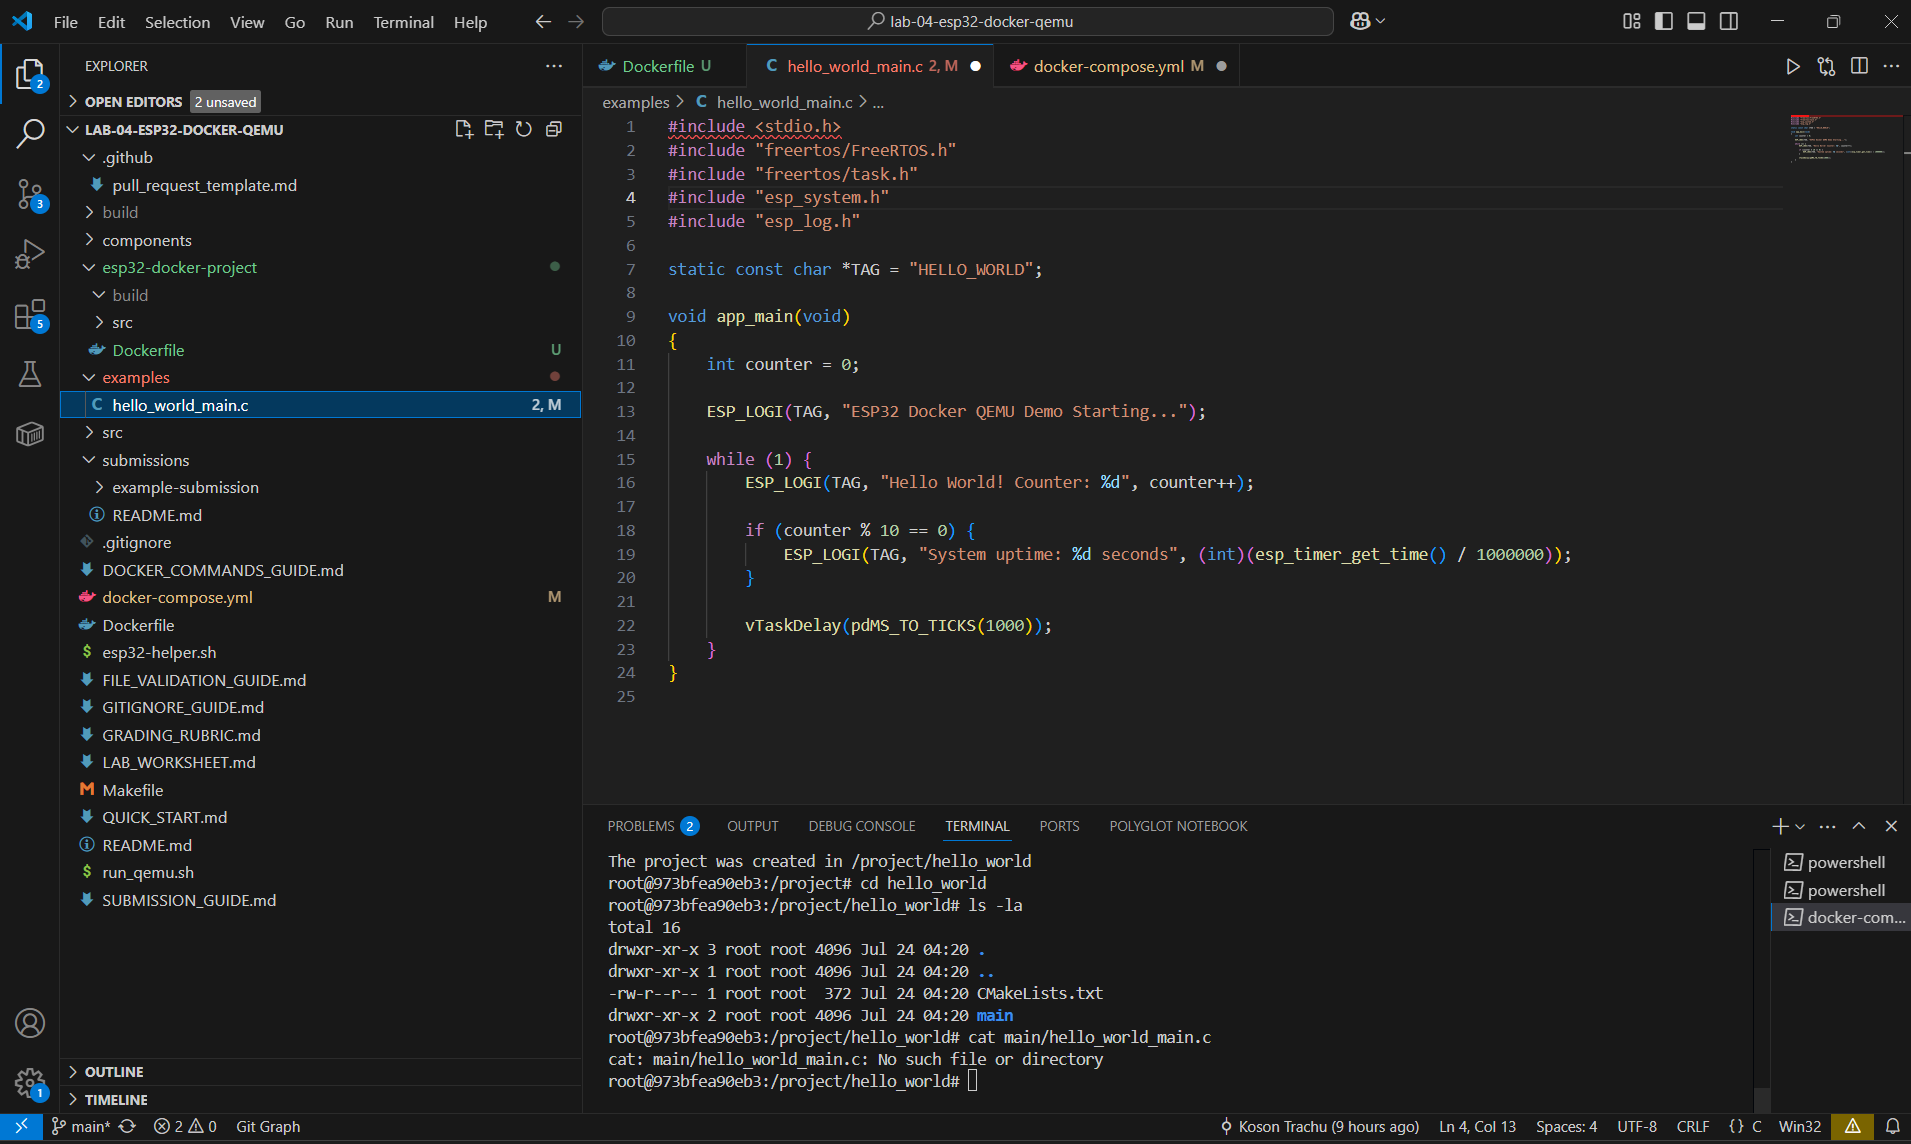 File Edit Selection View Go Run Terminal Help
lab-04-esp32-docker-qemu
EXPLORER
OPEN EDITORS 2 unsaved
LAB-04-ESP32-DOCKER-QEMU
.github
pull_request_template.md
build
components
esp32-docker-project
build
src
Dockerfile U
examples
C hello_world_main.c 2, M
src
submissions
example-submission
README.md
.gitignore
DOCKER_COMMANDS_GUIDE.md
docker-compose.yml M
Dockerfile
$ esp32-helper.sh
FILE_VALIDATION_GUIDE.md
GITIGNORE_GUIDE.md
GRADING_RUBRIC.md
LAB_WORKSHEET.md
M Makefile
QUICK_START.md
README.md
$ run_qemu.sh
SUBMISSION_GUIDE.md
OUTLINE
TIMELINE
2
3
5
1
Dockerfile U
C hello_world_main.c 2, M
docker-compose.yml M
examples > C hello_world_main.c > ...
1 #include <stdio.h>
2 #include "freertos/FreeRTOS.h"
3 #include "freertos/task.h"
4 #include "esp_system.h"
5 #include "esp_log.h"
6
7 static const char *TAG = "HELLO_WORLD";
8
9 void app_main(void)
10 {
11 int counter = 0;
12
13 ESP_LOGI(TAG, "ESP32 Docker QEMU Demo Starting...");
14
15 while (1) {
16 ESP_LOGI(TAG, "Hello World! Counter: %d", counter++);
17
18 if (counter % 10 == 0) {
19 ESP_LOGI(TAG, "System uptime: %d seconds", (int)(esp_timer_get_time() / 1000000));
20 }
21
22 vTaskDelay(pdMS_TO_TICKS(1000));
23 }
24 }
25
PROBLEMS 2 OUTPUT DEBUG CONSOLE TERMINAL PORTS POLYGLOT NOTEBOOK
The project was created in /project/hello_world
root@973bfea90eb3:/project# cd hello_world
root@973bfea90eb3:/project/hello_world# ls -la
total 16
drwxr-xr-x 3 root root 4096 Jul 24 04:20 .
drwxr-xr-x 1 root root 4096 Jul 24 04:20 ..
-rw-r--r-- 1 root root  372 Jul 24 04:20 CMakeLists.txt
drwxr-xr-x 2 root root 4096 Jul 24 04:20 main
root@973bfea90eb3:/project/hello_world# cat main/hello_world_main.c
cat: main/hello_world_main.c: No such file or directory
root@973bfea90eb3:/project/hello_world#
powershell
powershell
docker-com...
main* 2 0 Git Graph
Koson Trachu (9 hours ago) Ln 4, Col 13 Spaces: 4 UTF-8 CRLF {} C Win32